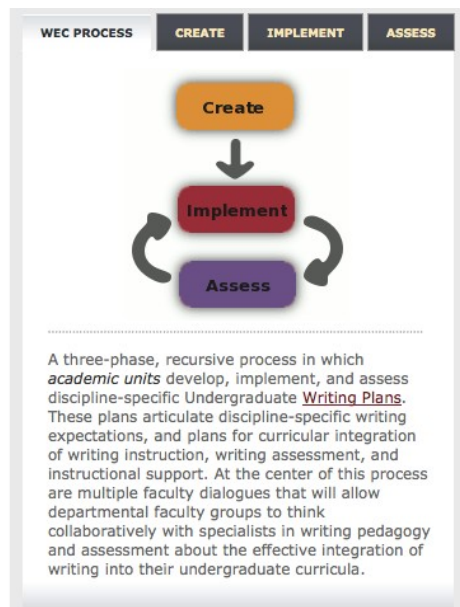 WEC PROCESS CREATE IMPLEMENT ASSESS
Create
Implement
Assess
A three-phase, recursive process in which
academic units develop, implement, and assess
discipline-specific Undergraduate Writing Plans.
These plans articulate discipline-specific writing
expectations, and plans for curricular integration
of writing instruction, writing assessment, and
instructional support. At the center of this process
are multiple faculty dialogues that will allow
departmental faculty groups to think
collaboratively with specialists in writing pedagogy
and assessment about the effective integration of
writing into their undergraduate curricula.